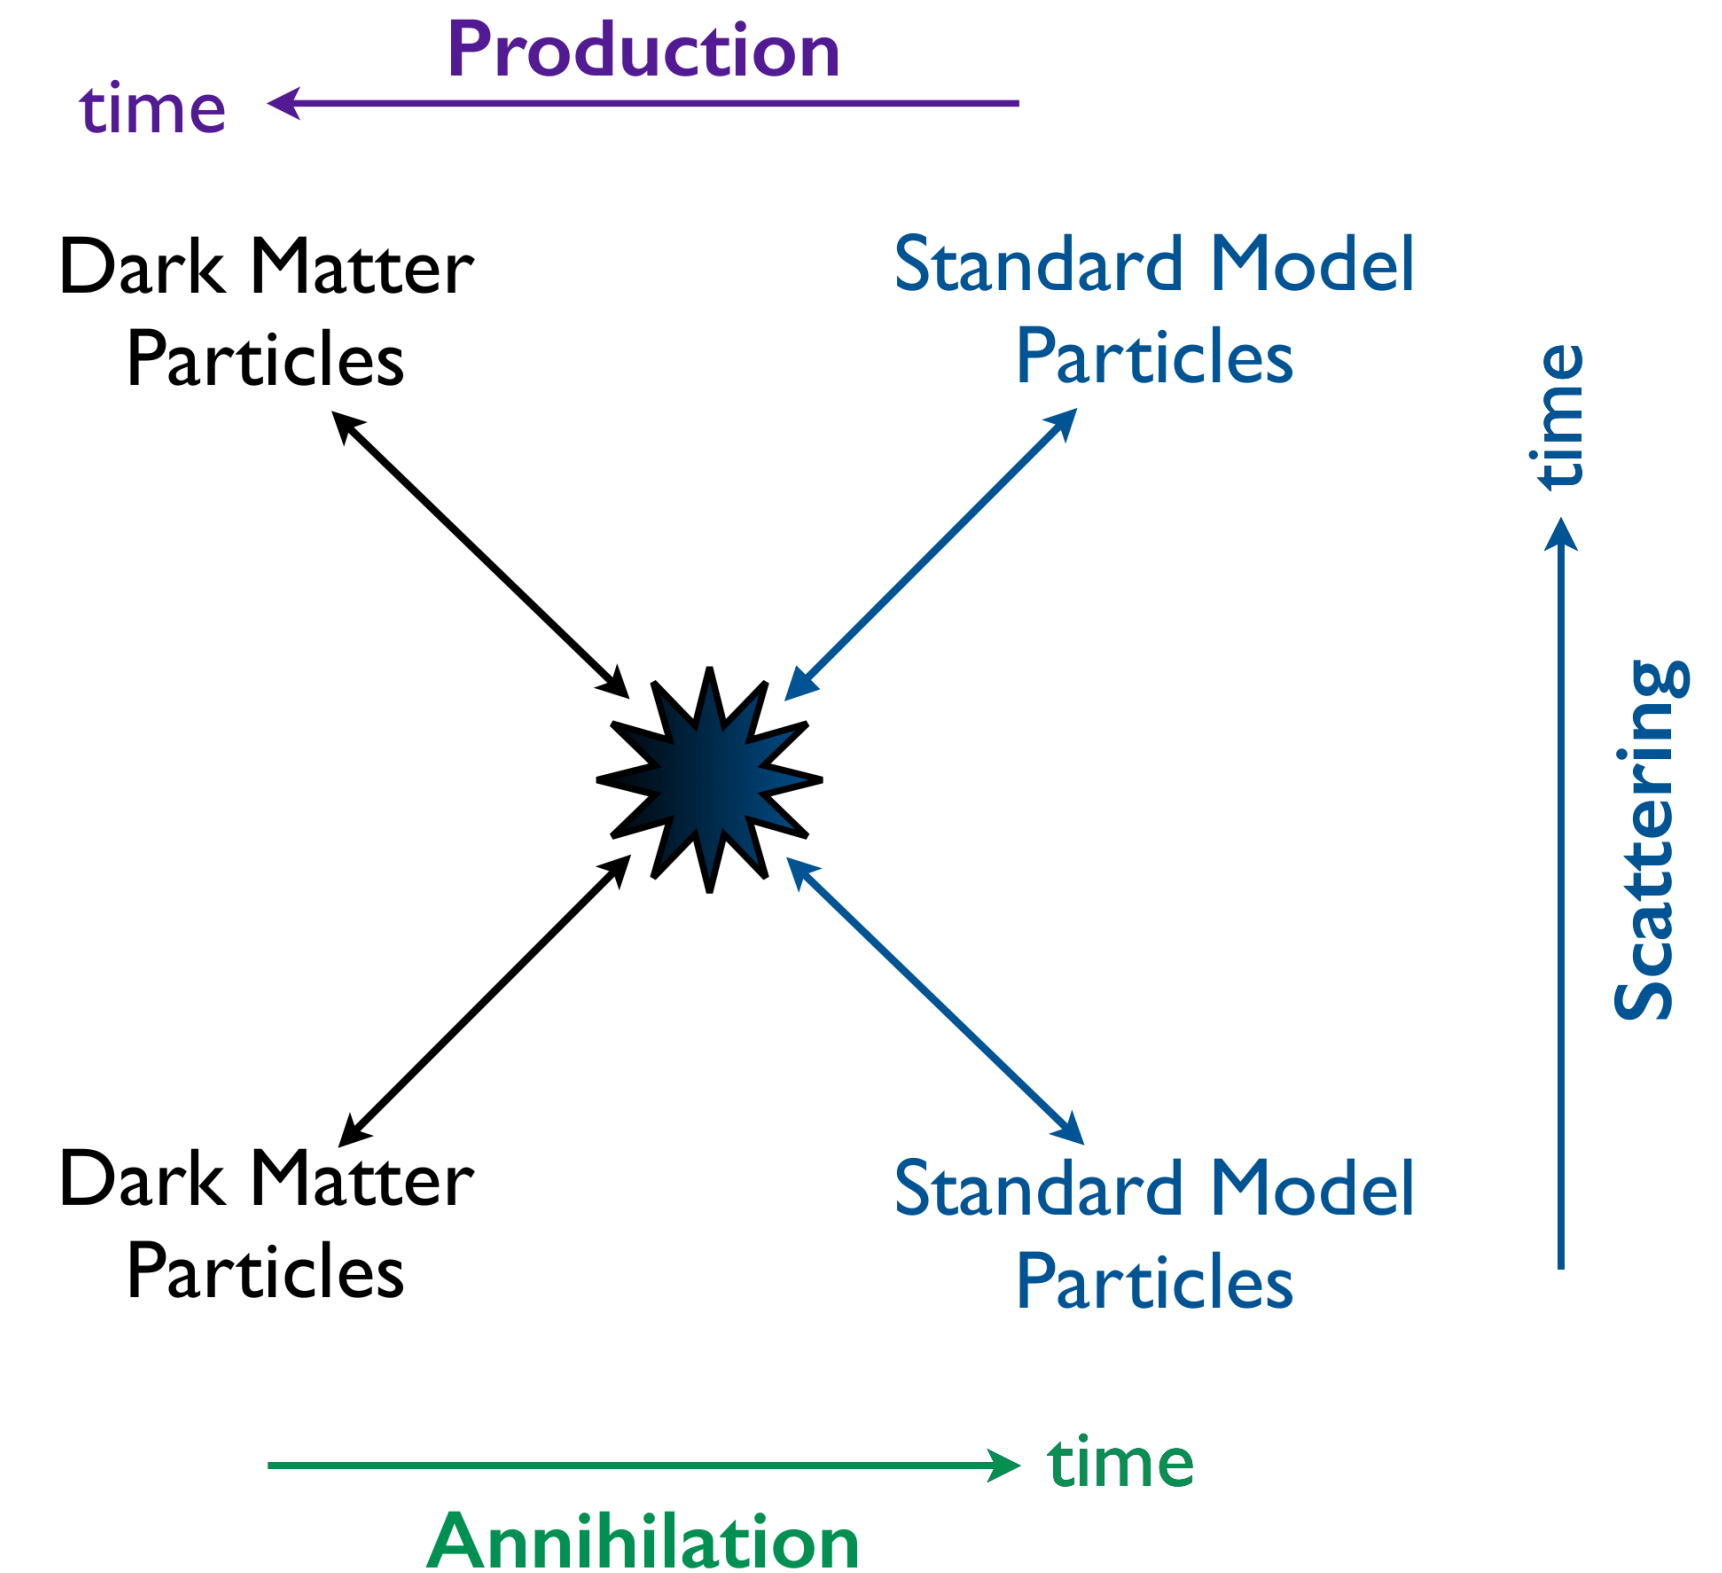 Production
time
Dark Matter
Particles
Standard Model
Particles
time
Scattering
Dark Matter
Particles
Standard Model
Particles
time
Annihilation